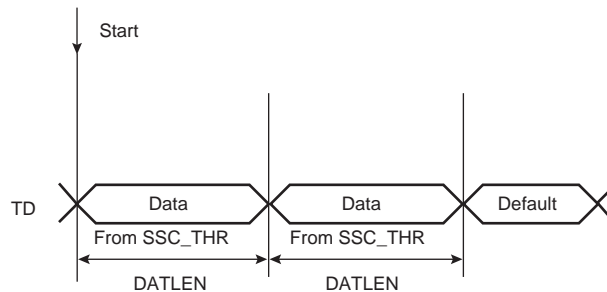 Start
TD
Data
Data
Default
From SSC_THR
From SSC_THR
DATLEN
DATLEN